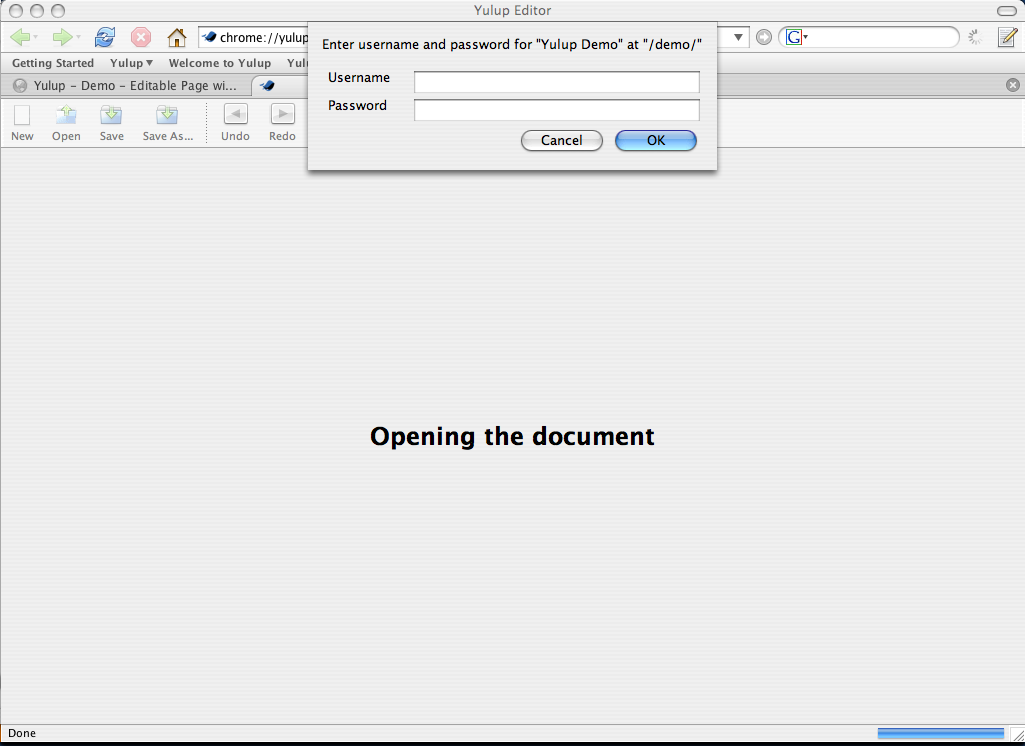 Yulup Editor
chrome://yulup
G
Enter username and password for "Yulup Demo" at "/demo/"
Username
Password
Cancel OK
Getting Started Yulup Welcome to Yulup Yul
Yulup – Demo – Editable Page wi...
New Open Save Save As... Undo Redo
Opening the document
Done